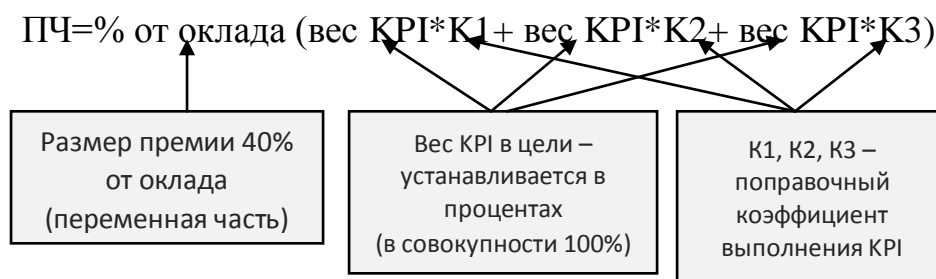 ПЧ=% от оклада (вес KPI*K1+ вес KPI*K2+ вес KPI*K3)
Размер премии 40%
от оклада
(переменная часть)
Вес KPI в цели –
устанавливается в
процентах
(в совокупности 100%)
К1, К2, К3 –
поправочный
коэффициент
выполнения KPI